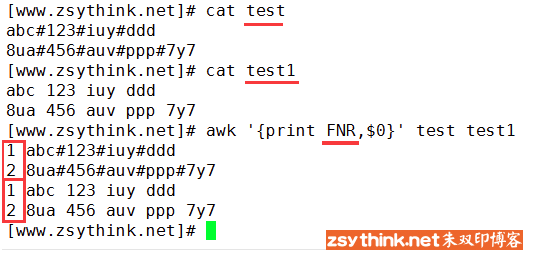 [www.zsythink.net]# cat test
abc#123#iuy#ddd
8ua#456#auv#ppp#7y7
[www.zsythink.net]# cat test1
abc 123 iuy ddd
8ua 456 auv ppp 7y7
[www.zsythink.net]# awk '{print FNR,$0}' test test1
1 abc#123#iuy#ddd
2 8ua#456#auv#ppp#7y7
1 abc 123 iuy ddd
2 8ua 456 auv ppp 7y7
[www.zsythink.net]#
zsythink.net朱双印博客